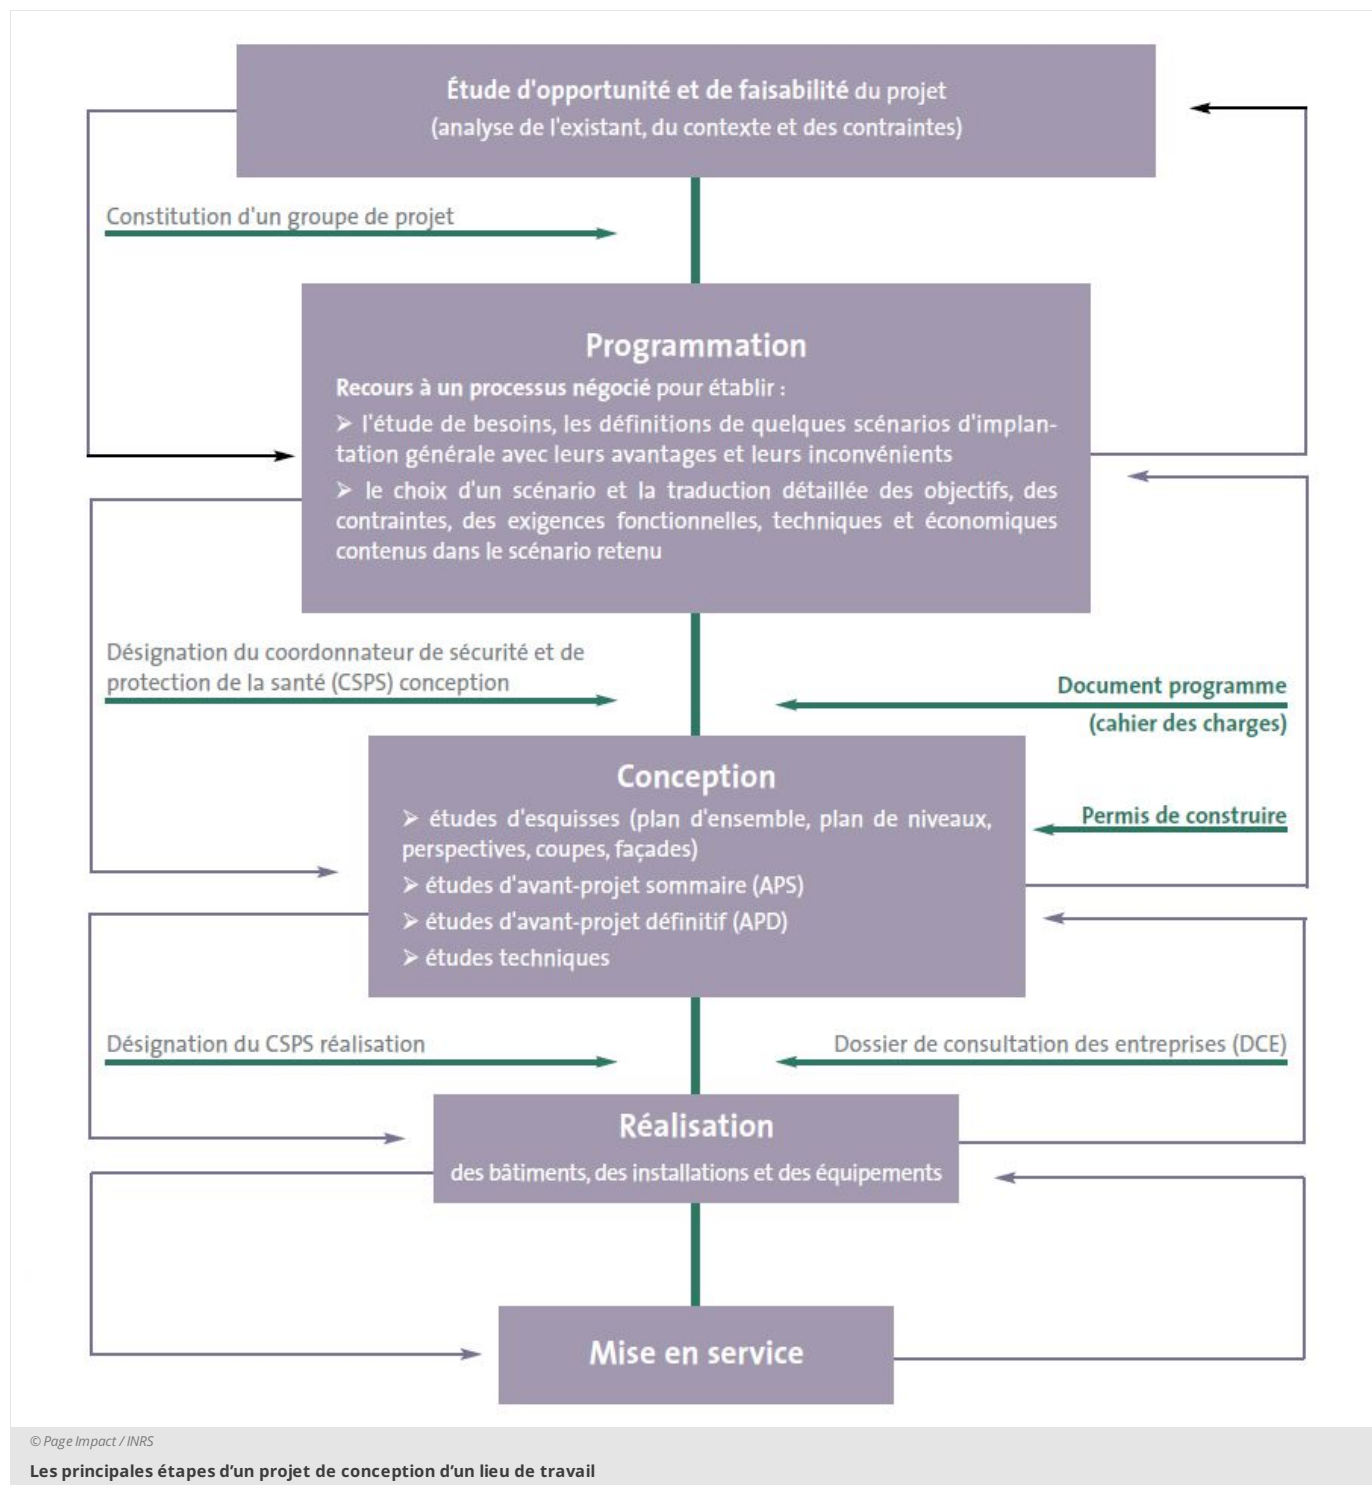 Étude d'opportunité et de faisabilité du projet
(analyse de l'existant, du contexte et des contraintes)
Constitution d'un groupe de projet
Programmation
Recours à un processus négocié pour établir :
➢ l'étude de besoins, les définitions de quelques scénarios d'implan-
tation générale avec leurs avantages et leurs inconvénients
➢ le choix d'un scénario et la traduction détaillée des objectifs, des
contraintes, des exigences fonctionnelles, techniques et économiques
contenus dans le scénario retenu
Désignation du coordonnateur de sécurité et de
protection de la santé (CSPS) conception
Document programme
(cahier des charges)
Conception
➢ études d'esquisses (plan d'ensemble, plan de niveaux,
perspectives, coupes, façades)
➢ études d'avant-projet sommaire (APS)
➢ études d'avant-projet définitif (APD)
➢ études techniques
Permis de construire
Désignation du CSPS réalisation
Dossier de consultation des entreprises (DCE)
Réalisation
des bâtiments, des installations et des équipements
Mise en service
© Page Impact / INRS
Les principales étapes d’un projet de conception d’un lieu de travail